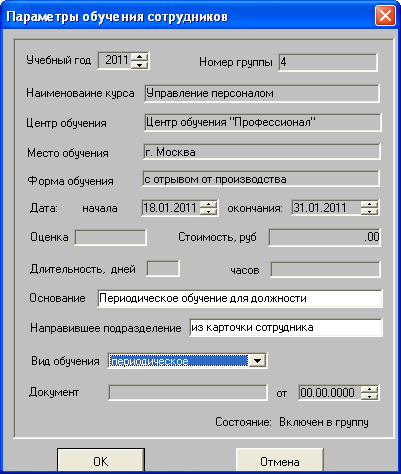 Параметры обучения сотрудников
Учебный год 2011 Номер группы 4
Наименоваине курса Управление персоналом
Центр обучения Центр обучения "Профессионал"
Место обучения г. Москва
Форма обучения с отрывом от производства
Дата: начала 18.01.2011 окончания: 31.01.2011
Оценка Стоимость, руб .00
Длительность, дней часов
Основание Периодическое обучение для должности
Направившее подразделение из карточки сотрудника
Вид обучения периодическое
Документ от 00.00.0000
Состояние: Включен в группу
OK Отмена